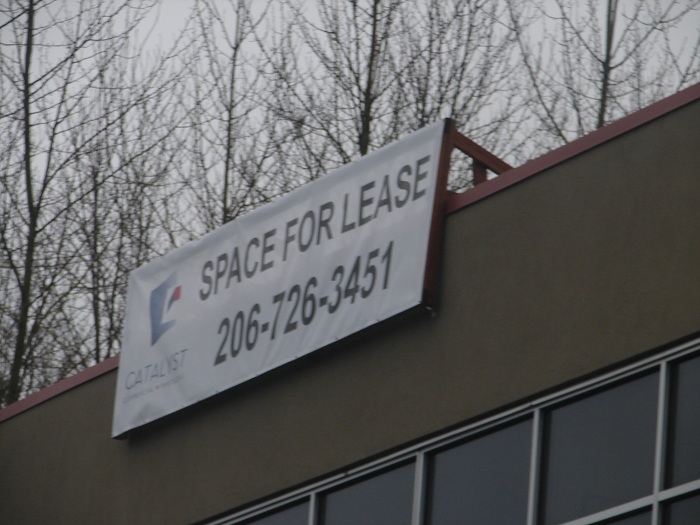 SPACE FOR LEASE
206-726-3451
CATALYST